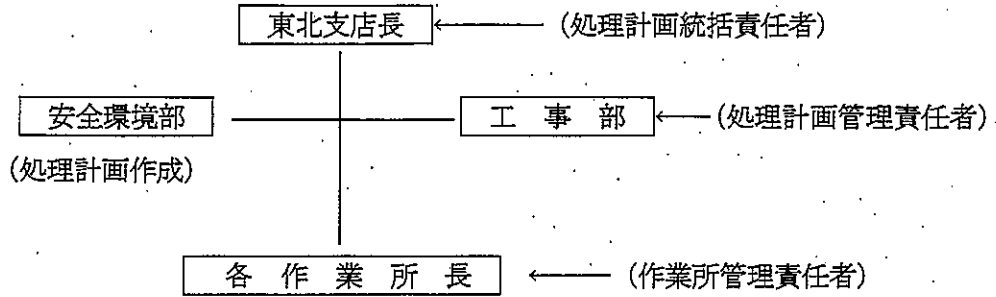 東北支店長 ← (処理計画統括責任者)
安全環境部 工事部 ← (処理計画管理責任者)
(処理計画作成)
各作業所長 ← (作業所管理責任者)